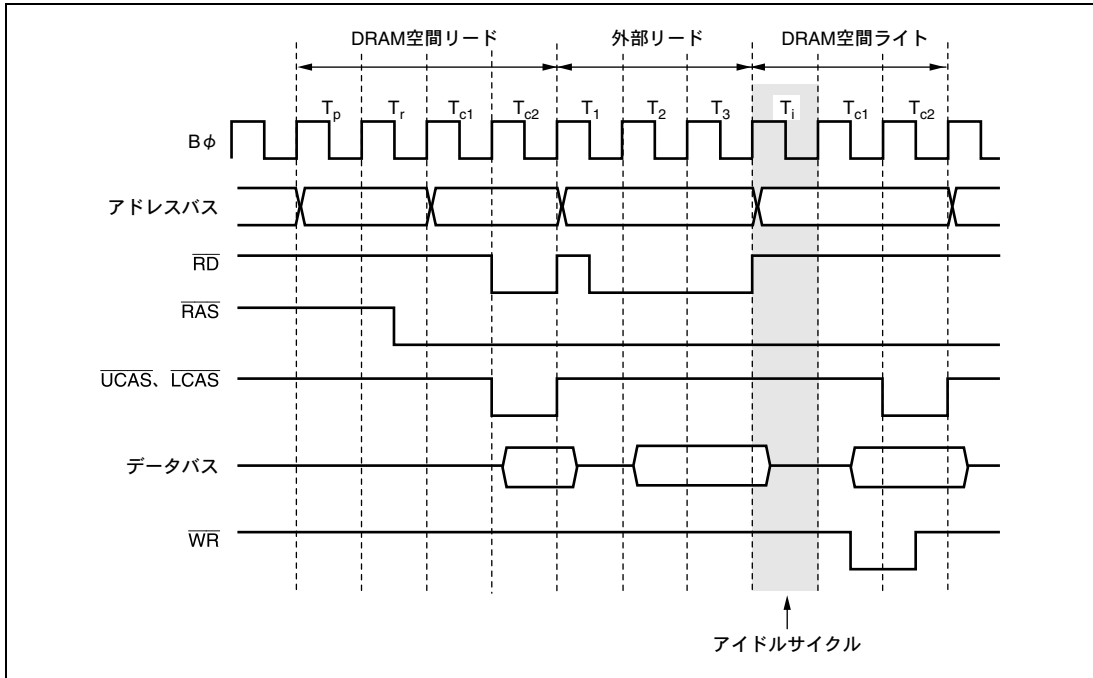 DRAM空間リード 外部リード DRAM空間ライト
Tp Tr Tc1 Tc2 T1 T2 T3 Ti Tc1 Tc2
Bφ
アドレスバス
RD
RAS
UCAS、LCAS
データバス
WR
アイドルサイクル